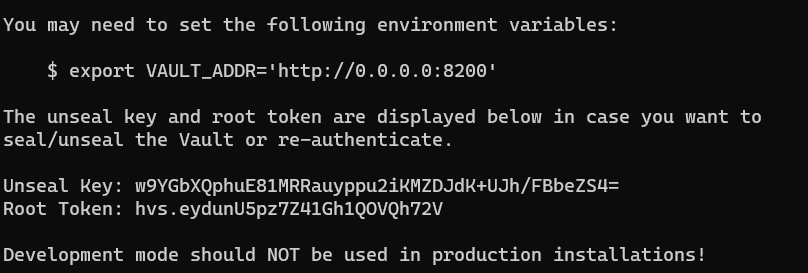 You may need to set the following environment variables:
$ export VAULT_ADDR='http://0.0.0.0:8200'
The unseal key and root token are displayed below in case you want to
seal/unseal the Vault or re-authenticate.
Unseal Key: w9YGbXQphuE81MRRauyppu2iKMZDJdK+UJh/FBbeZS4=
Root Token: hvs.eydunU5pz7Z41Gh1QOVQh72V
Development mode should NOT be used in production installations!